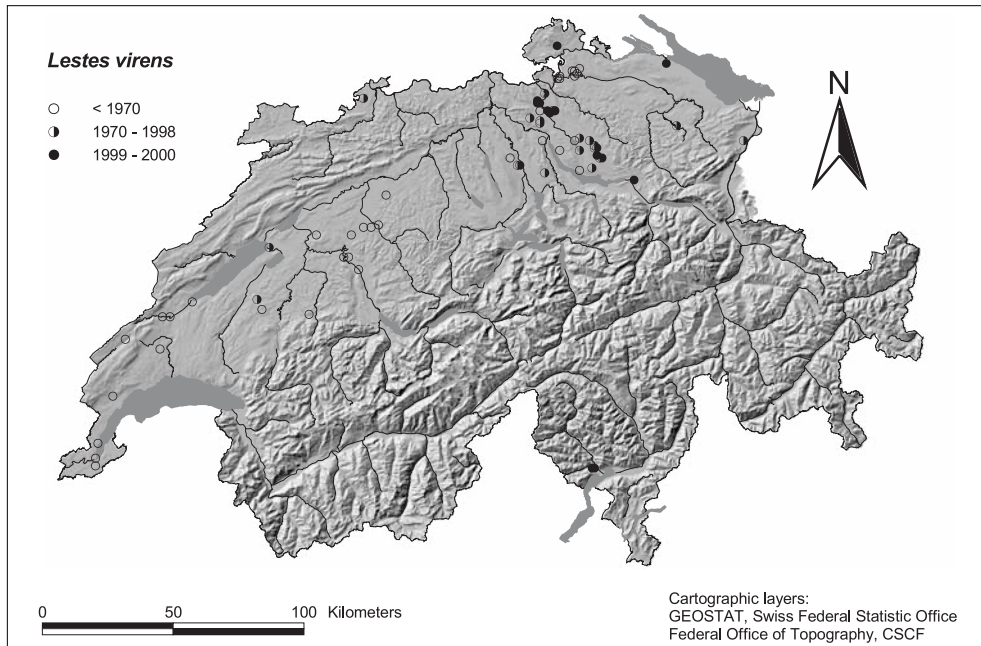 Lestes virens
< 1970
1970 - 1998
1999 - 2000
N
0 50 100 Kilometers
Cartographic layers:
GEOSTAT, Swiss Federal Statistic Office
Federal Office of Topography, CSCF